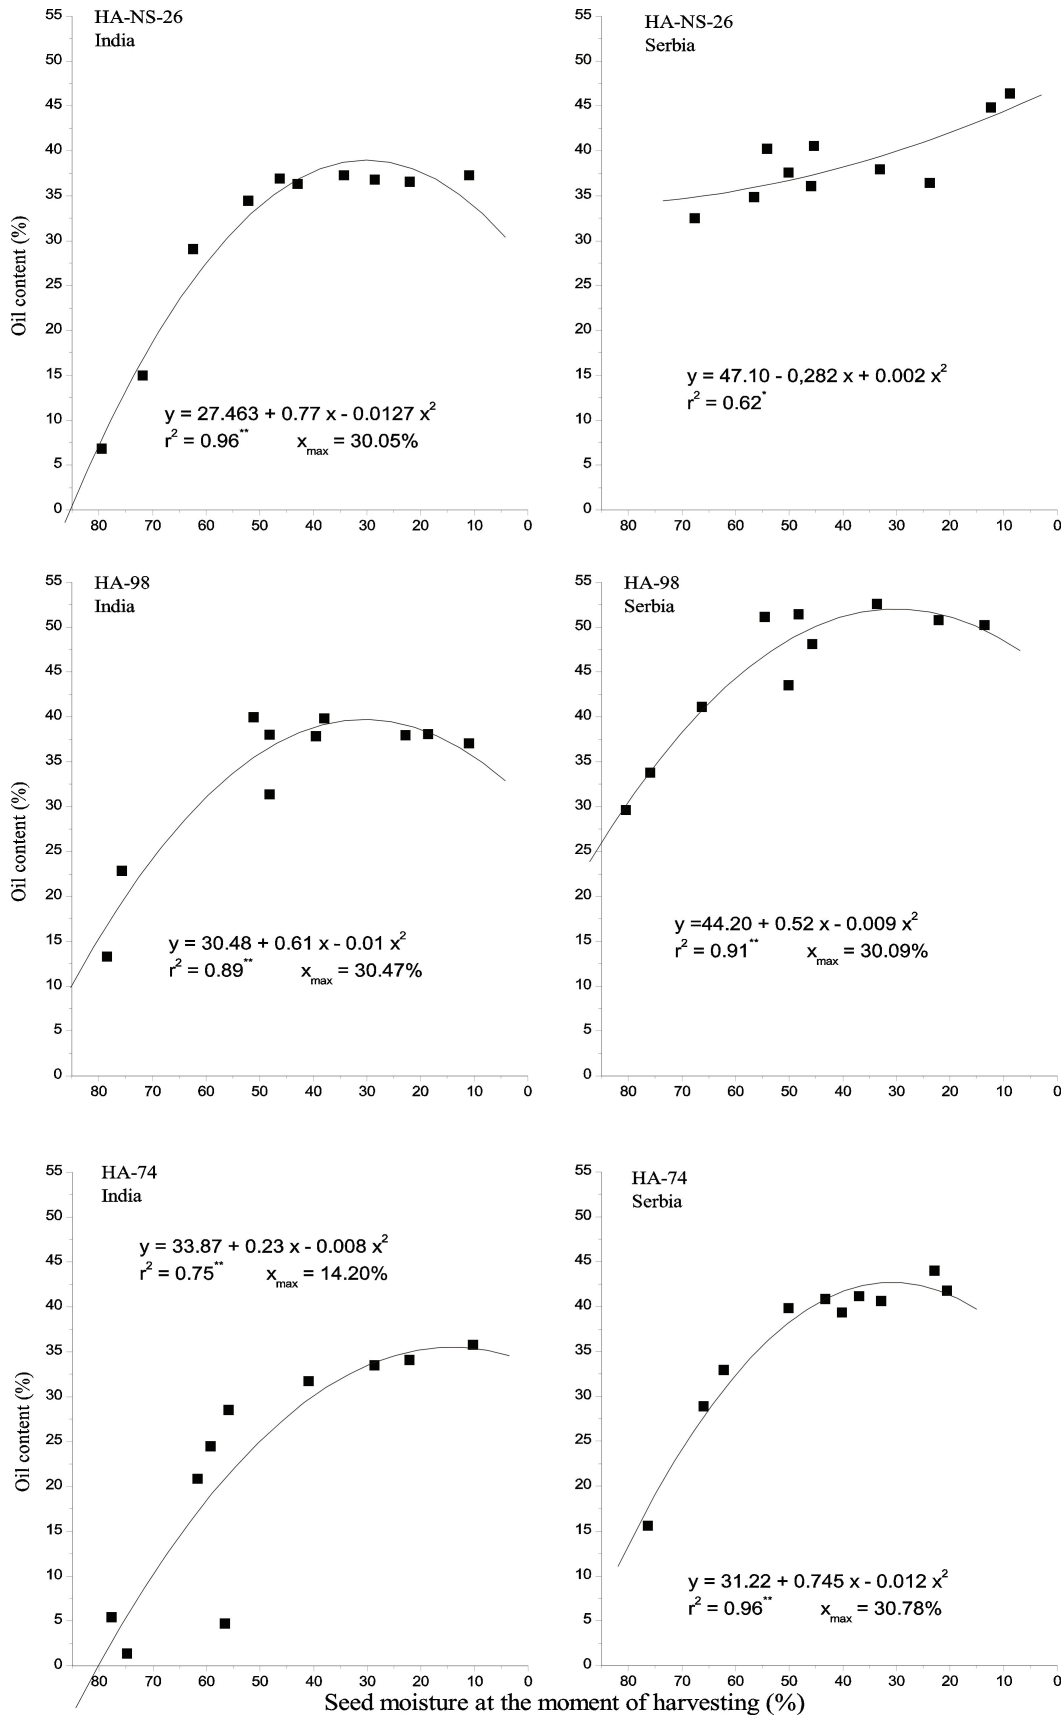 HA-NS-26
India
Oil content (%)
55
50
45
40
35
30
25
20
15
10
5
0
y = 27.463 + 0.77 x - 0.0127 x²
r² = 0.96** x_max = 30.05%
80 70 60 50 40 30 20 10 0
HA-NS-26
Serbia
55
50
45
40
35
30
25
20
15
10
5
0
y = 47.10 - 0,282 x + 0.002 x²
r² = 0.62*
80 70 60 50 40 30 20 10 0
HA-98
India
Oil content (%)
55
50
45
40
35
30
25
20
15
10
5
0
y = 30.48 + 0.61 x - 0.01 x²
r² = 0.89** x_max = 30.47%
80 70 60 50 40 30 20 10 0
HA-98
Serbia
55
50
45
40
35
30
25
20
15
10
5
0
y =44.20 + 0.52 x - 0.009 x²
r² = 0.91** x_max = 30.09%
80 70 60 50 40 30 20 10 0
HA-74
India
Oil content (%)
55
50
45
40
35
30
25
20
15
10
5
0
y = 33.87 + 0.23 x - 0.008 x²
r² = 0.75** x_max = 14.20%
80 70 60 50 40 30 20 10 0
HA-74
Serbia
55
50
45
40
35
30
25
20
15
10
5
0
y = 31.22 + 0.745 x - 0.012 x²
r² = 0.96** x_max = 30.78%
80 70 60 50 40 30 20 10 0
Seed moisture at the moment of harvesting (%)